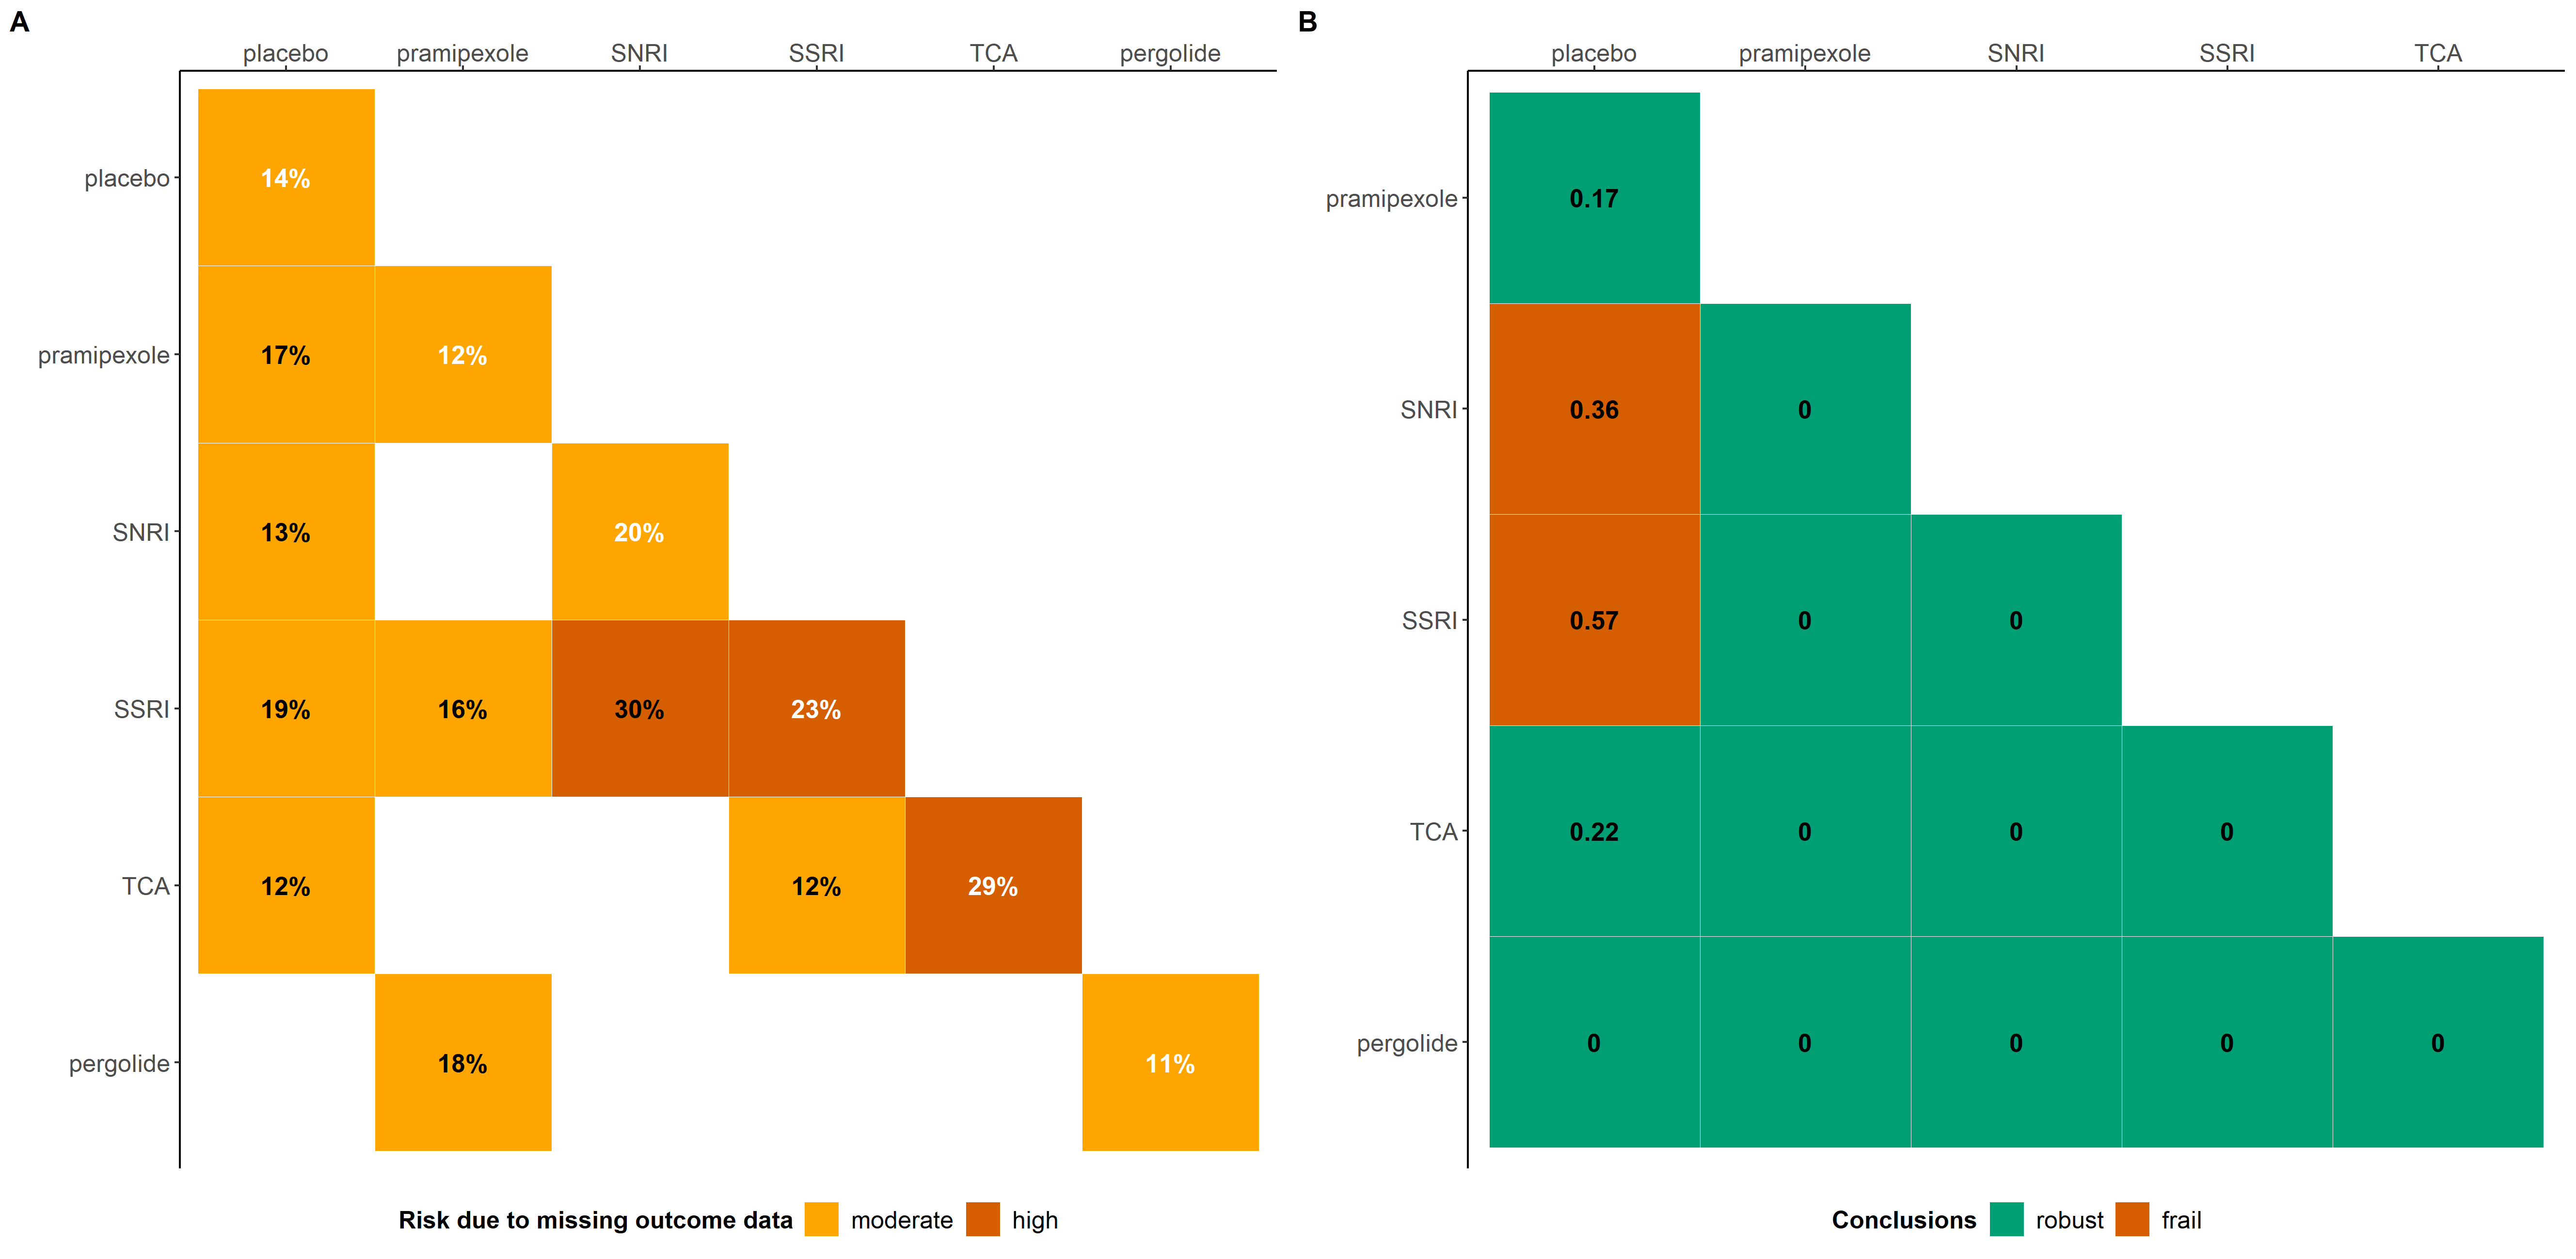 A
placebo pramipexole SNRI SSRI TCA pergolide
placebo 14%
pramipexole 17% 12%
SNRI 13% 20%
SSRI 19% 16% 30% 23%
TCA 12% 12% 29%
pergolide 18% 11%
Risk due to missing outcome data moderate high
B
placebo pramipexole SNRI SSRI TCA
pramipexole 0.17
SNRI 0.36 0
SSRI 0.57 0 0
TCA 0.22 0 0 0
pergolide 0 0 0 0 0
Conclusions robust frail